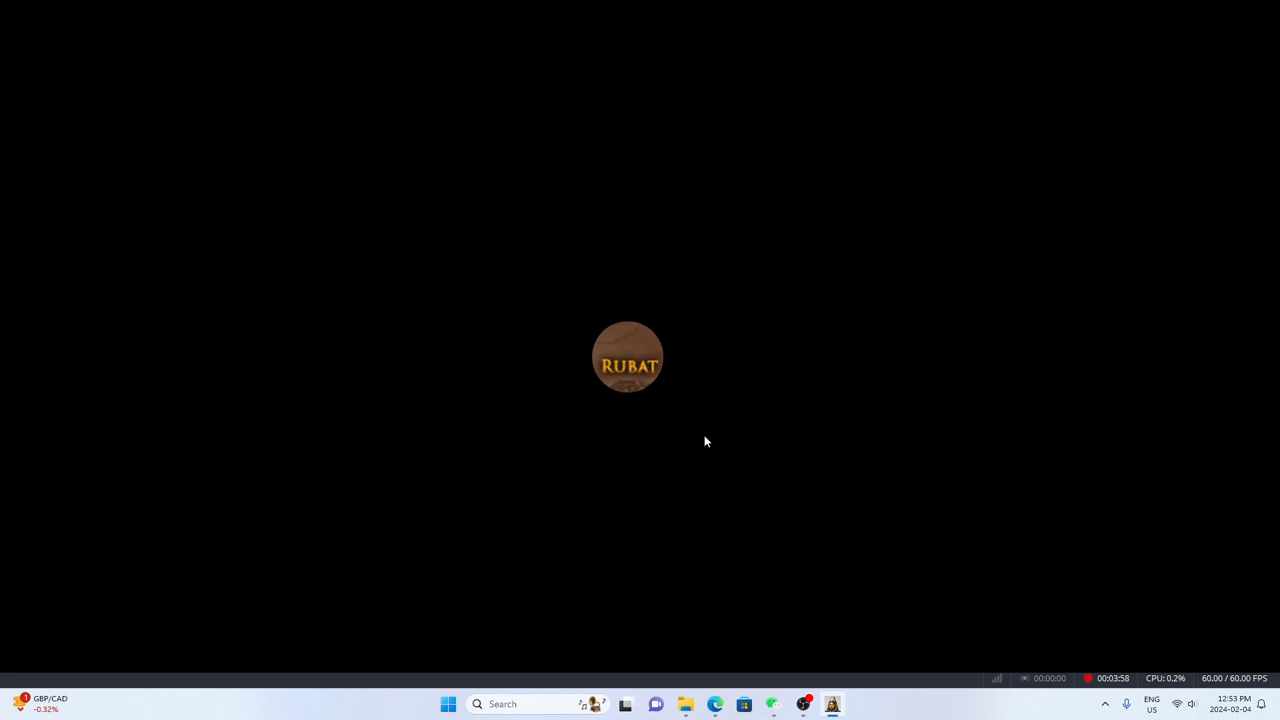 RUBAT
00:00:00
00:03:58
CPU: 0.2%
60.00 / 60.00 FPS
1
GBP/CAD
-0.32%
Search
ENG
US
12:53 PM
2024-02-04